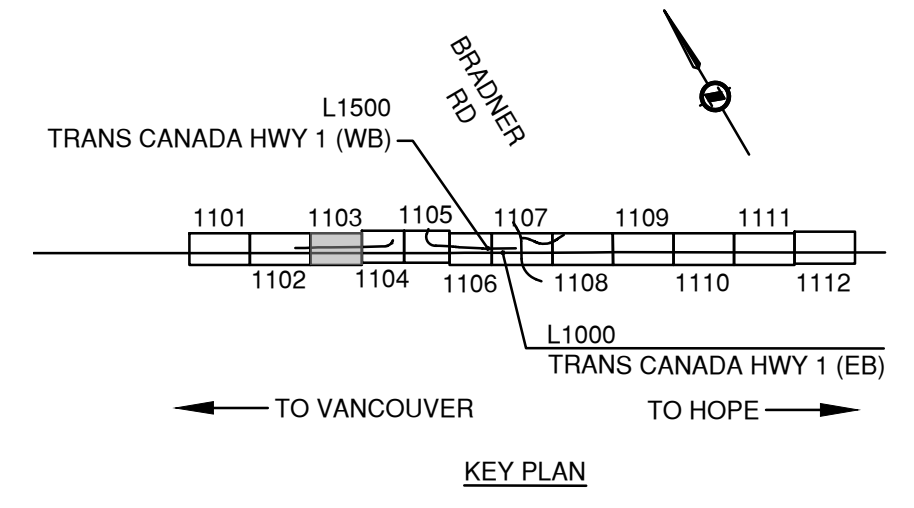 BRADNER
RD
L1500
TRANS CANADA HWY 1 (WB)
1101
1103
1105
1107
1109
1111
1102
1104
1106
1108
1110
1112
L1000
TRANS CANADA HWY 1 (EB)
TO VANCOUVER
TO HOPE
KEY PLAN